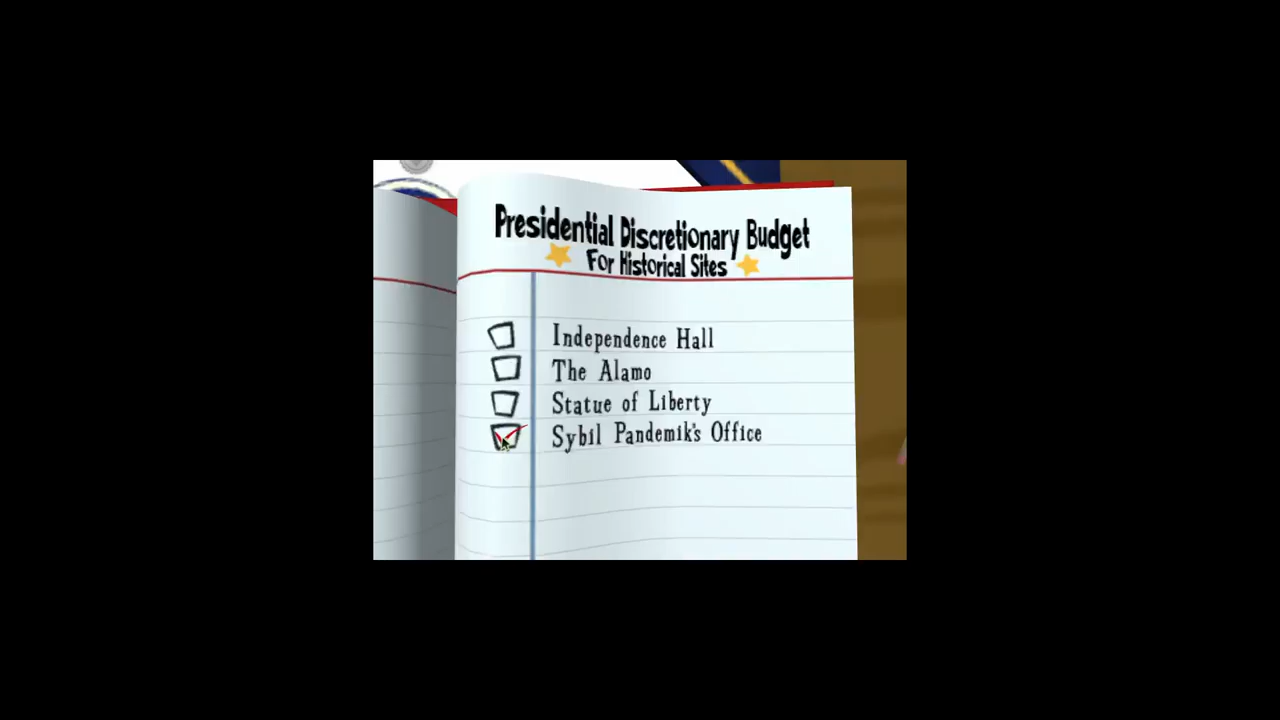 Presidential Discretionary Budget
For Historical Sites
Independence Hall
The Alamo
Statue of Liberty
Sybil Pandemik's Office